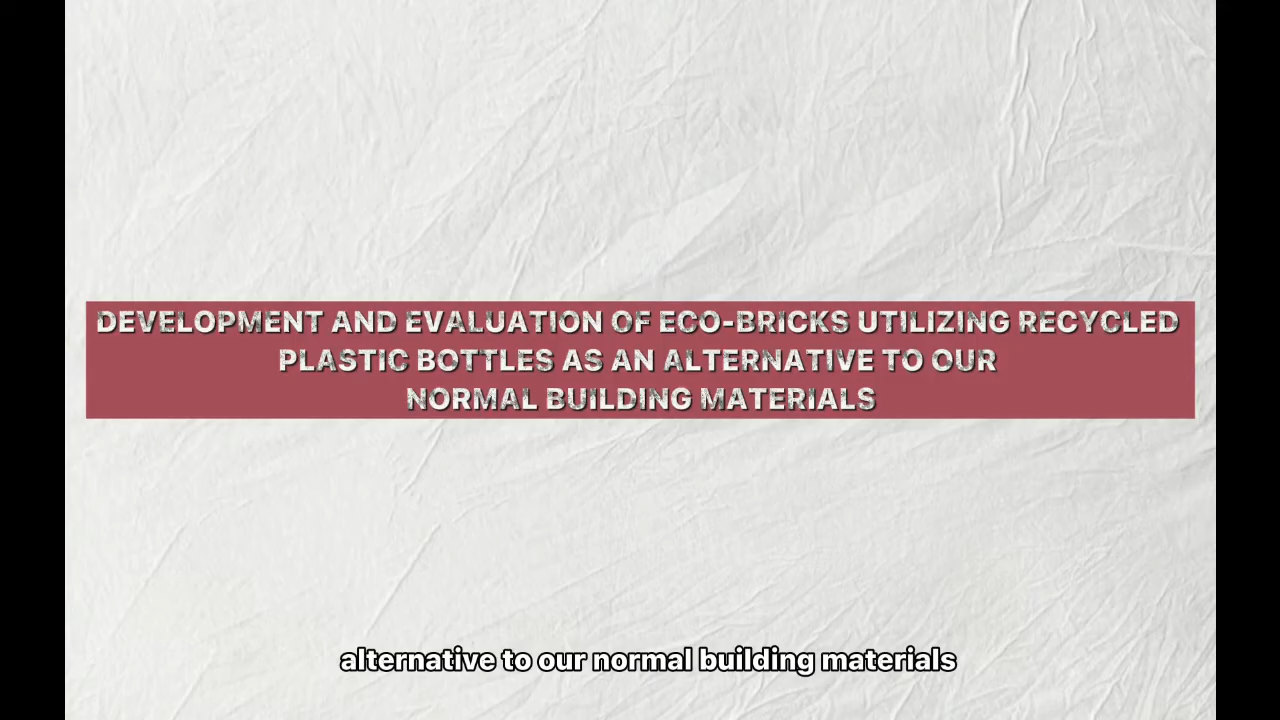 DEVELOPMENT AND EVALUATION OF ECO-BRICKS UTILIZING RECYCLED
PLASTIC BOTTLES AS AN ALTERNATIVE TO OUR
NORMAL BUILDING MATERIALS
alternative to our normal building materials